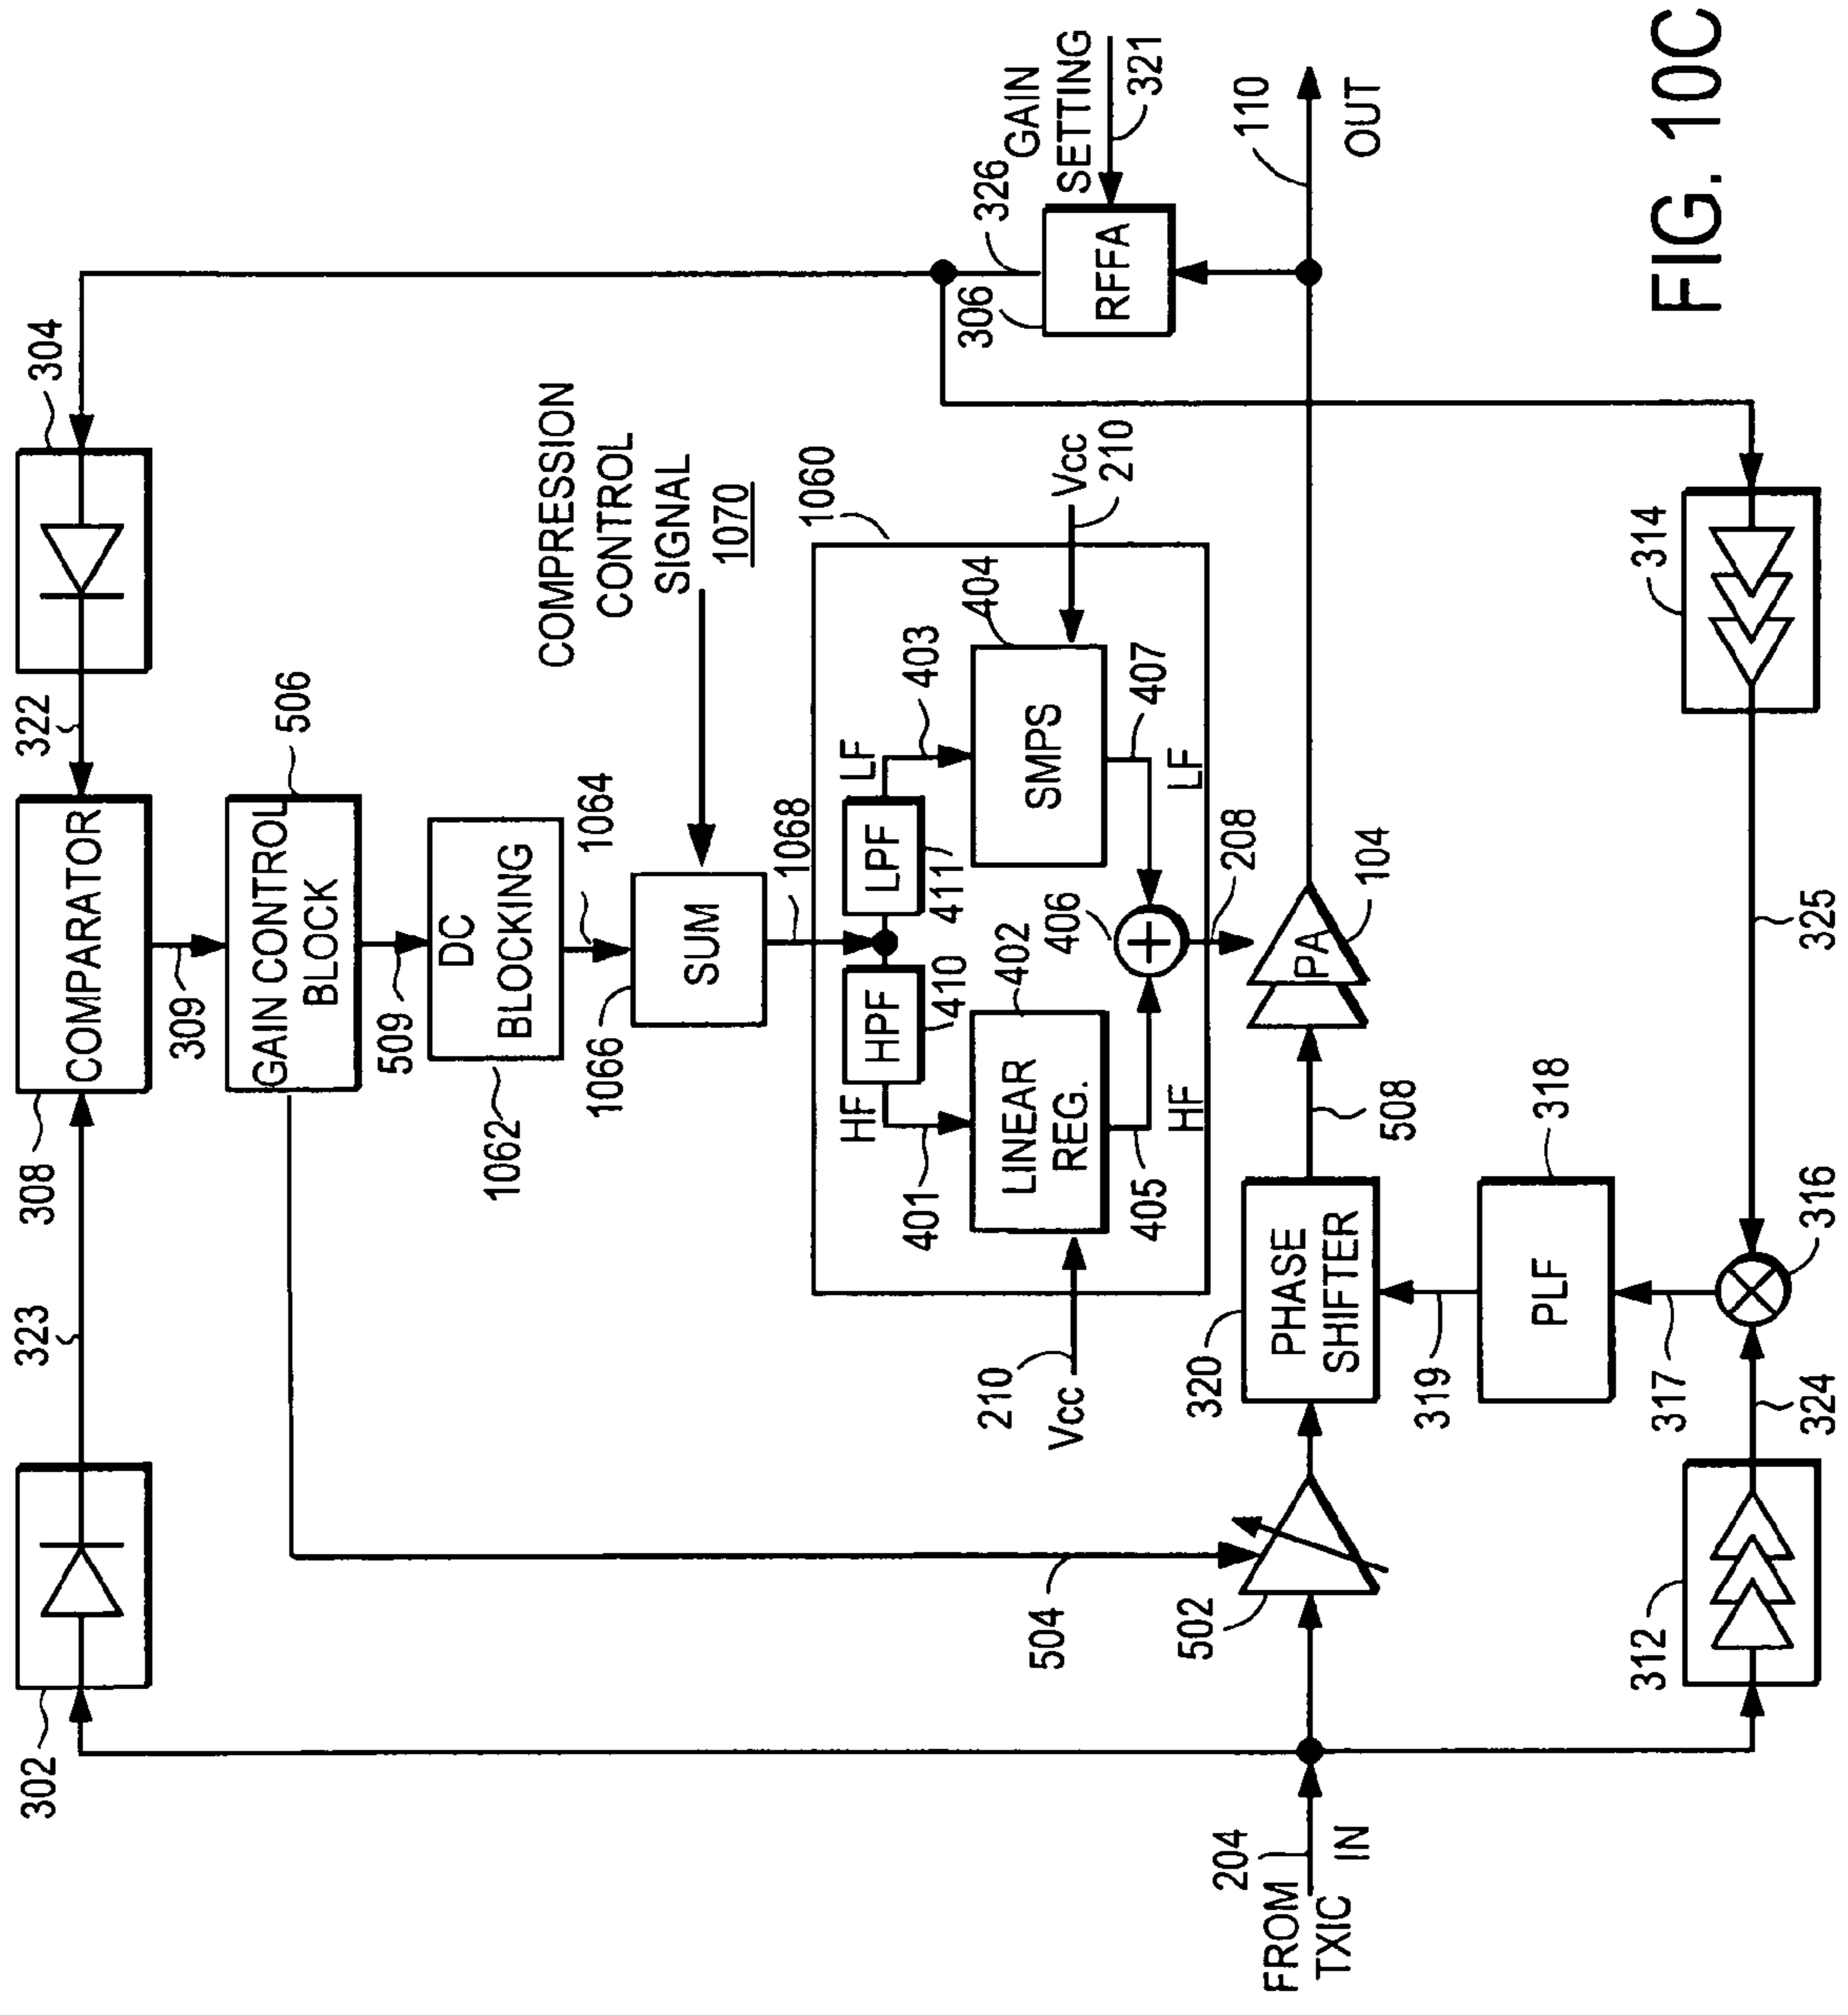 302
323
308
COMPARATOR
322
304
309
GAIN CONTROL
BLOCK
506
509
DC
BLOCKING
1062
1064
1066
SUM
COMPRESSION
CONTROL
SIGNAL
1070
1068
1060
HF
HPF
410
LPF
411
LF
401
403
402
404
LINEAR
REG.
SMPS
210
Vcc
Vcc
210
405
406
407
HF
LF
208
326
306
RFFA
GAIN
SETTING
321
504
502
FROM
TXIC
204
IN
320
PHASE
SHIFTER
508
PA
104
110
OUT
319
PLF
318
317
312
324
316
325
314
FIG. 10C